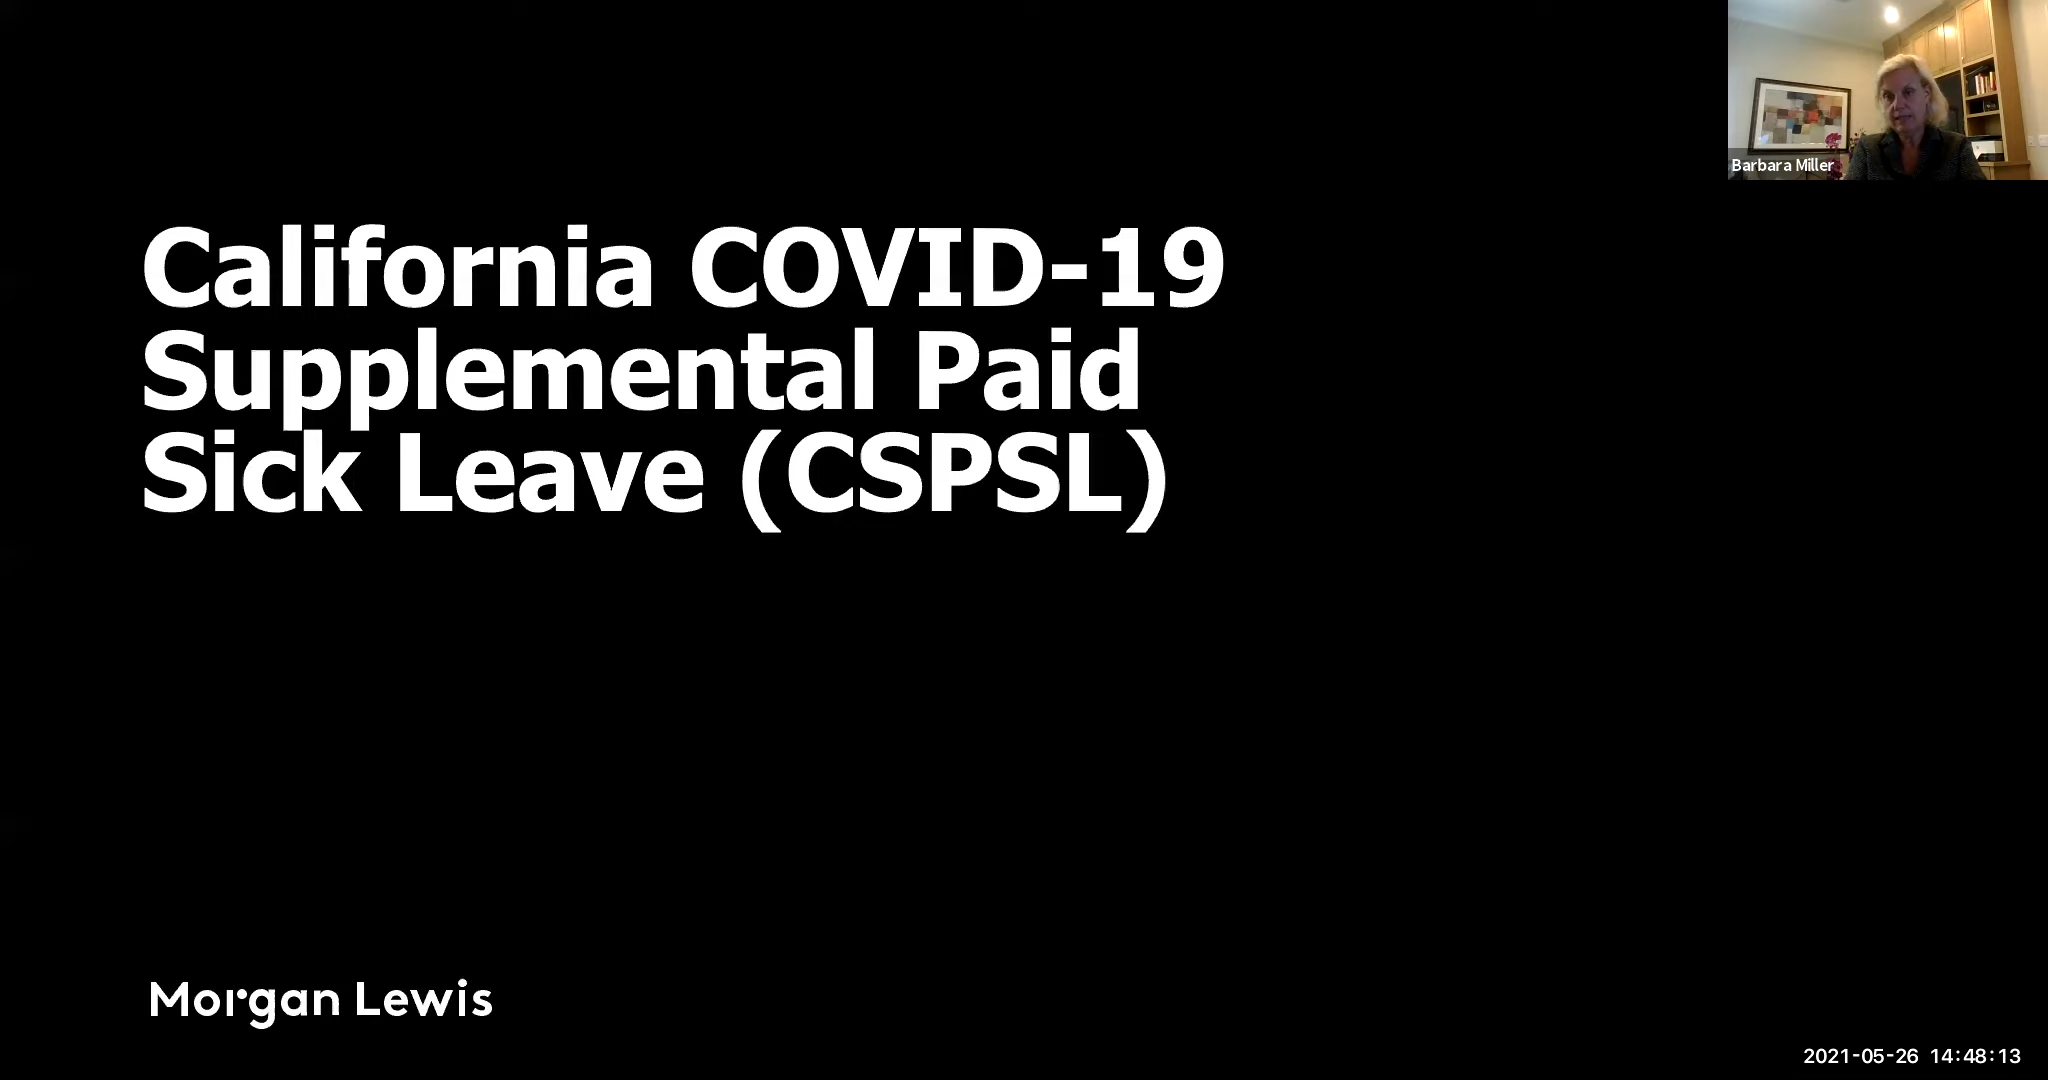 Barbara Miller
California COVID-19
Supplemental Paid
Sick Leave (CSPSL)
Morgan Lewis
2021-05-26 14:48:13